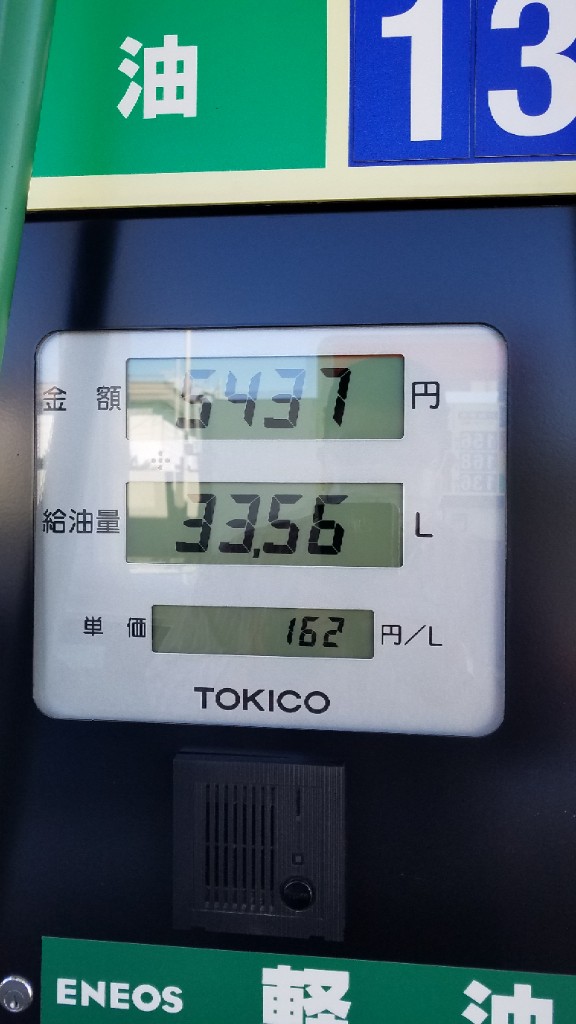 油 13
金額 5437 円
給油量 33.56 L
単価 162 円/L
TOKICO
ENEOS 軽油